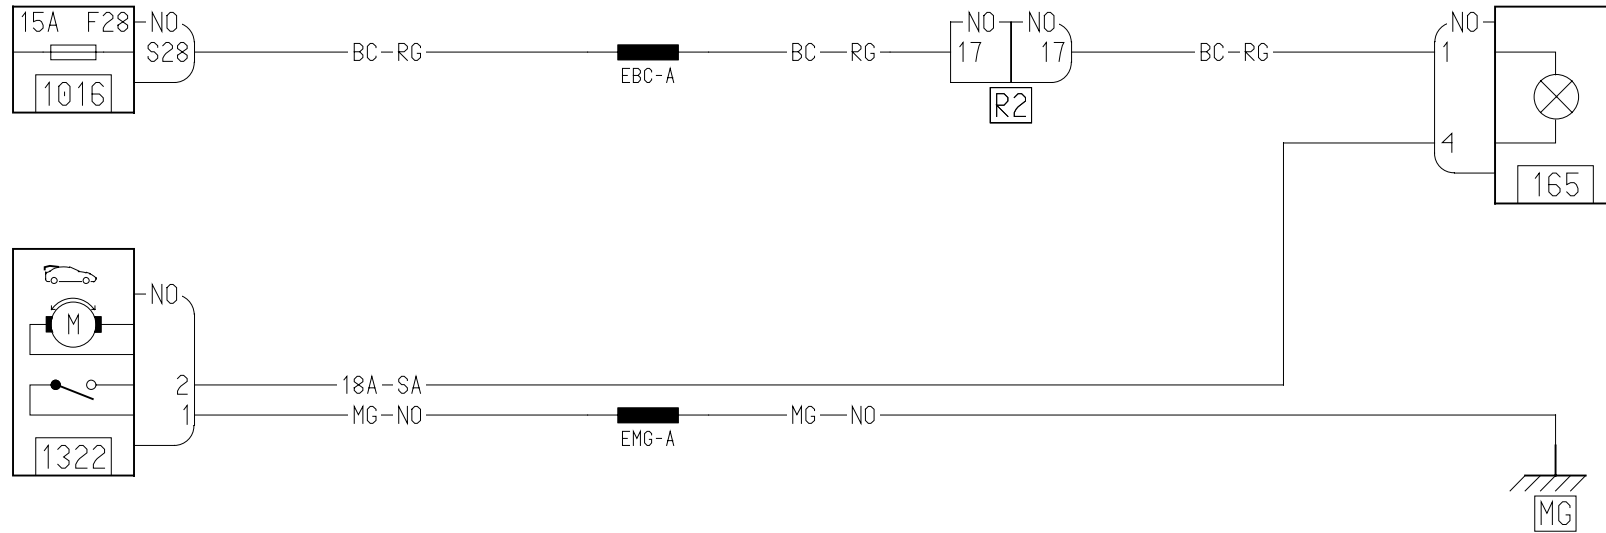 15A F28 NO
S28 BC-RG EBC-A BC-RG
1016
NO NO
17 17
R2
BC-RG
NO
1
4
165
NO
M
2 18A-SA
1 MG-NO EMG-A MG-NO
1322
MG